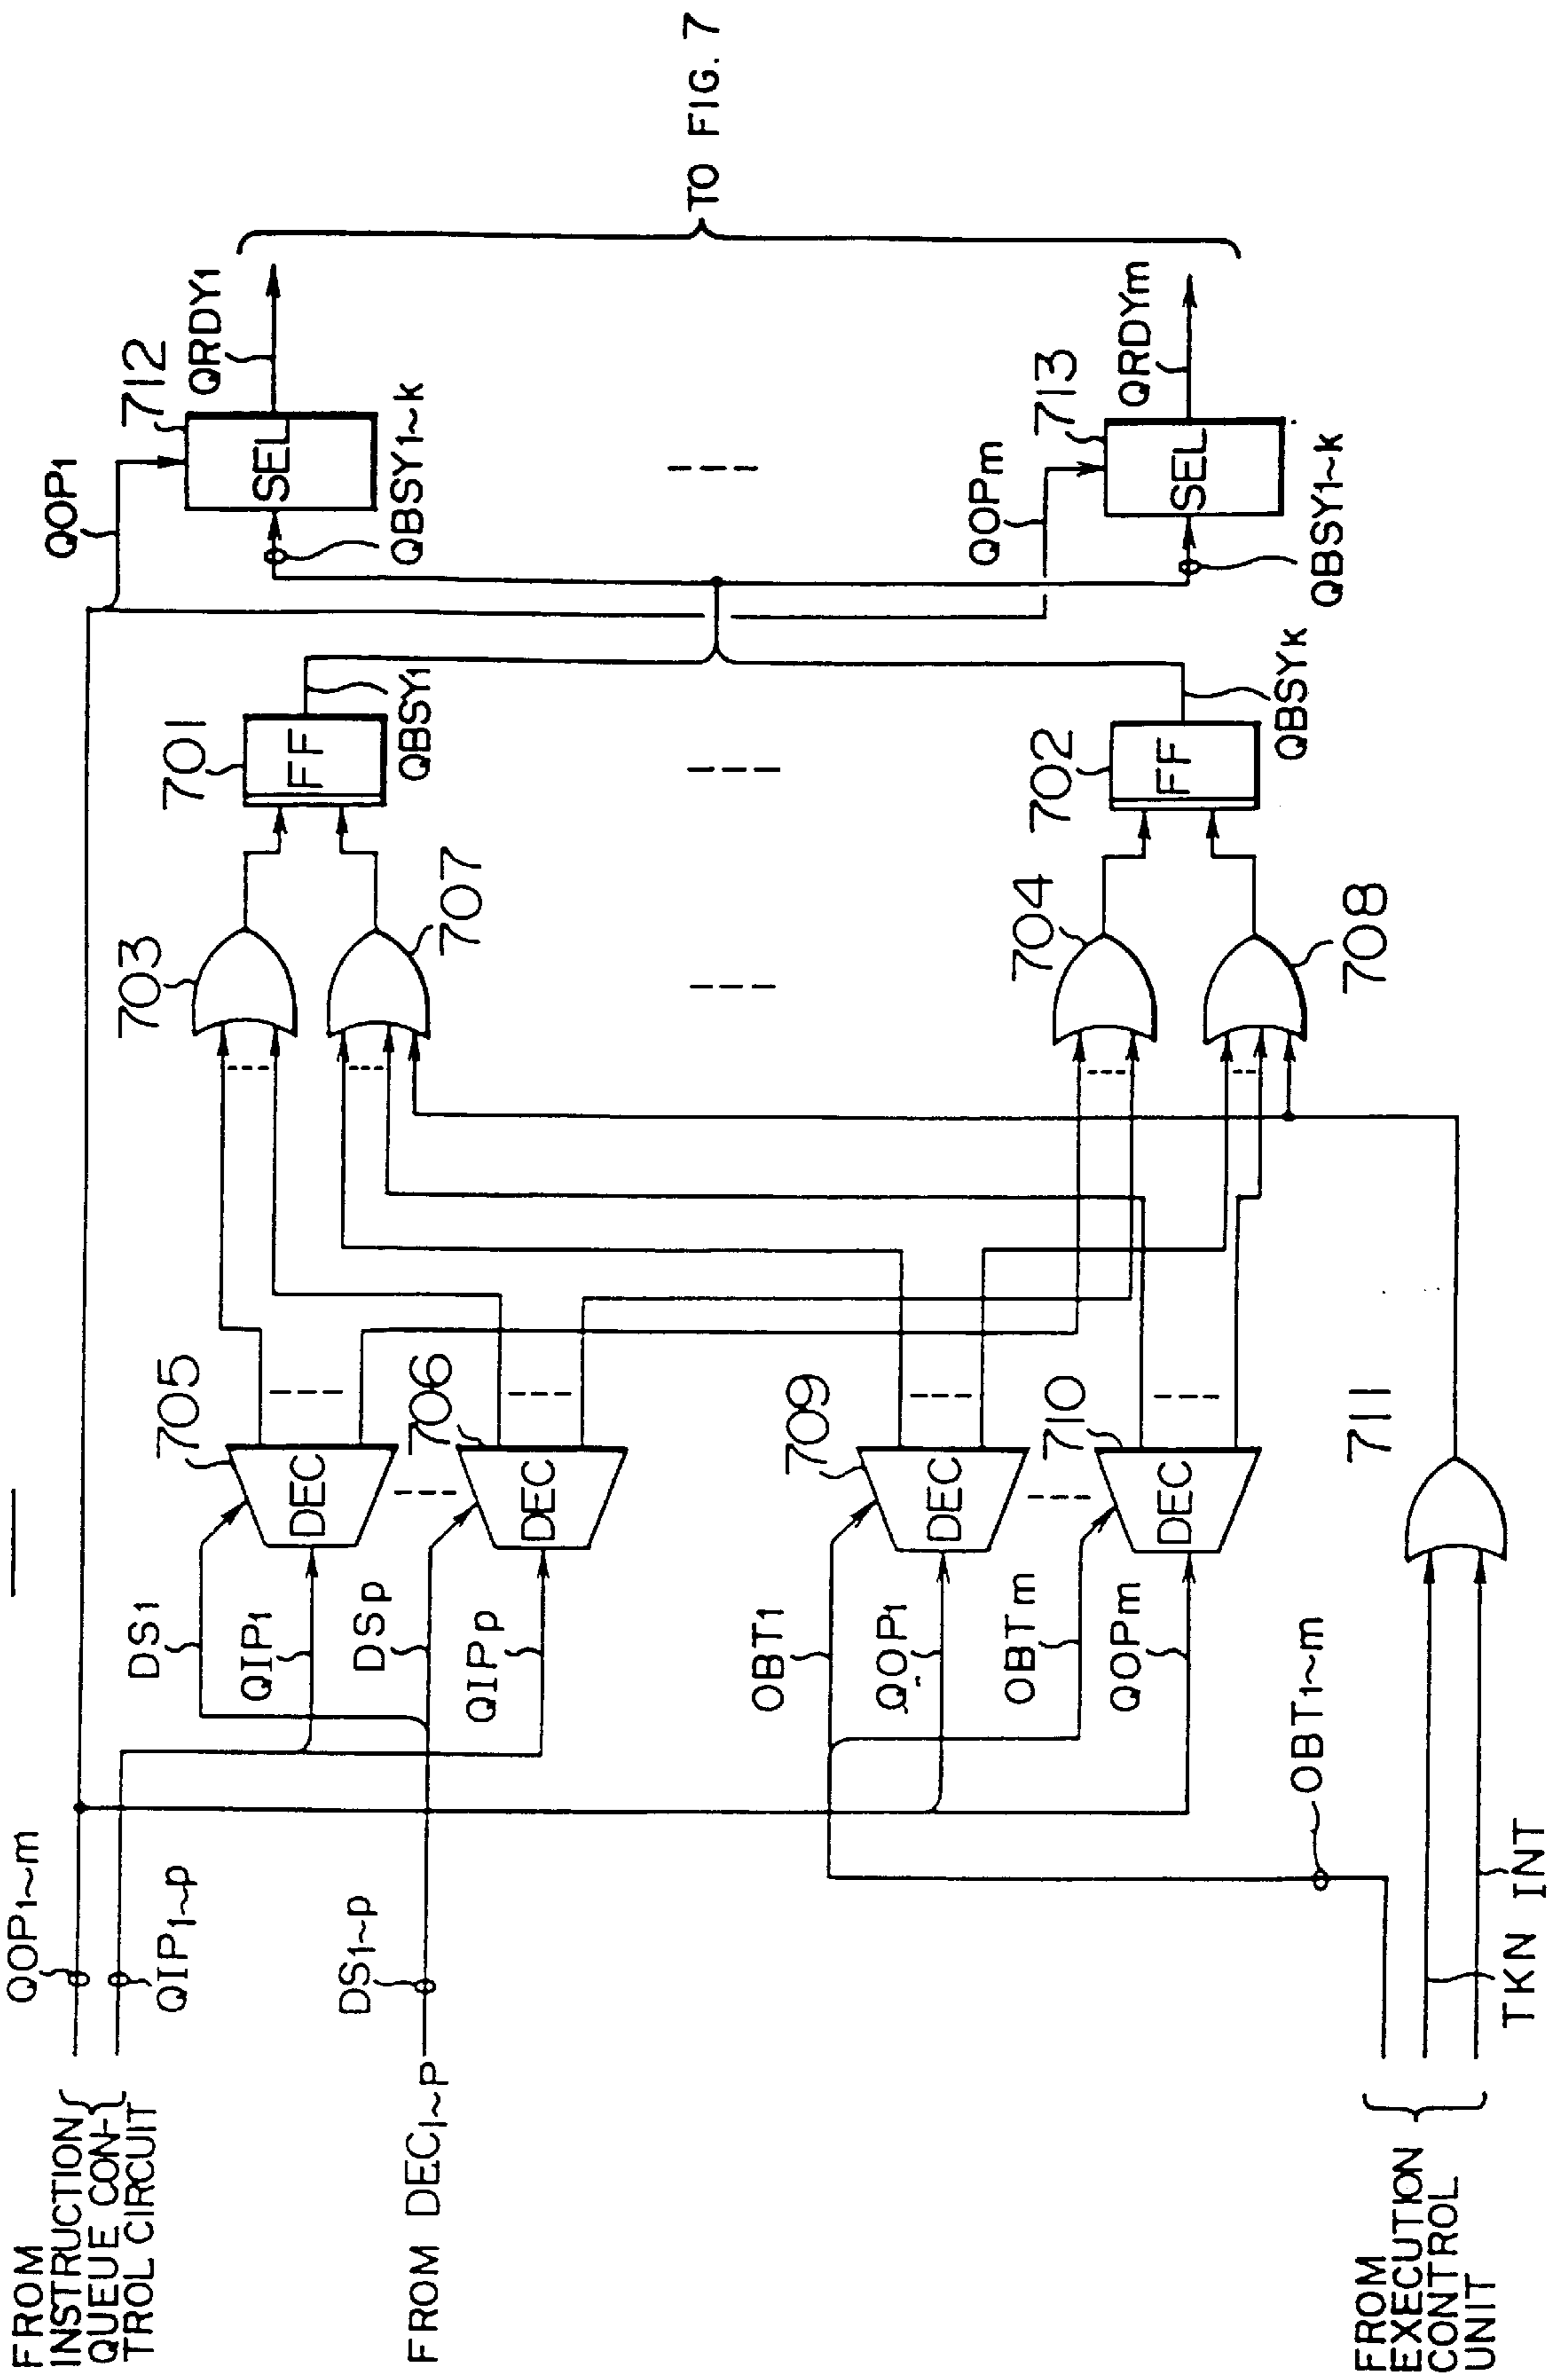 FROM
INSTRUCTION
QUEUE CON-
TROL CIRCUIT
QOP1~m
QIP1~p
FROM DEC1~P
DS1~p
FROM
EXECUTION
CONTROL
UNIT
OBT1~m
TKN INT
DS1
QIP1
DSp
QIPp
OBT1
QOP1
OBTm
QOPm
DEC
705
DEC
706
DEC
709
DEC
710
711
703
707
704
708
701
FF
QBSY1
702
FF
QBSYk
QOP1
712
SEL
QBSY1~k
QRDY1
QOPm
713
SEL
QBSY1~k
QRDYm
TO FIG. 7